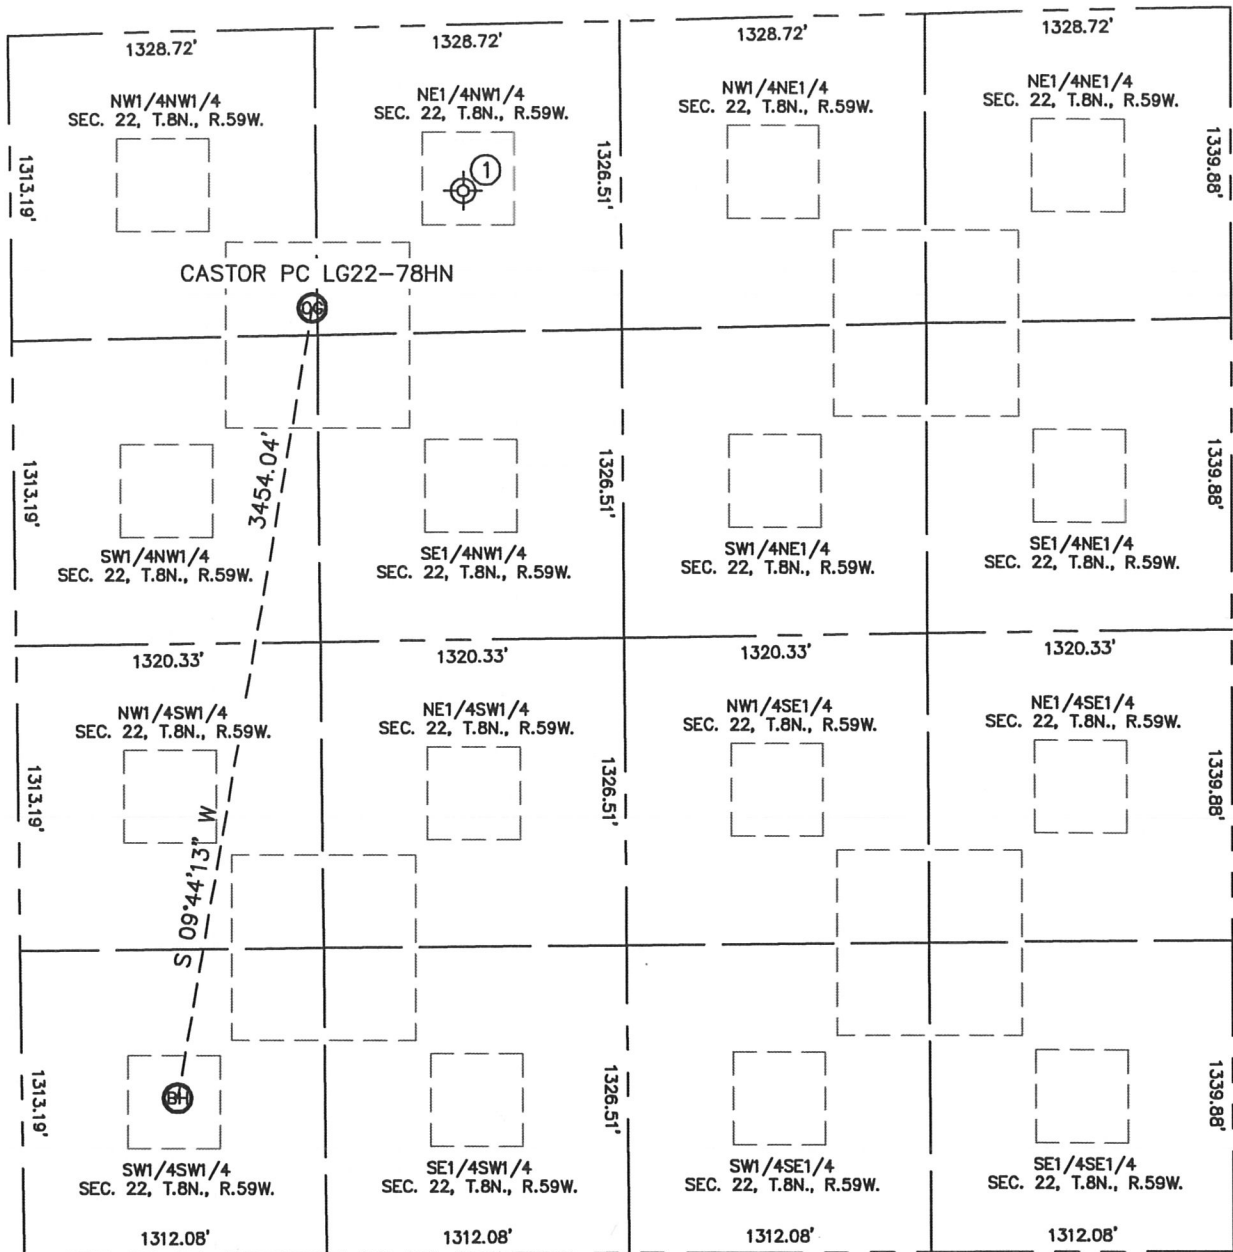 1328.72'
1328.72'
1328.72'
1328.72'
NW1/4NW1/4
SEC. 22, T.8N., R.59W.
NE1/4NW1/4
SEC. 22, T.8N., R.59W.
NW1/4NE1/4
SEC. 22, T.8N., R.59W.
NE1/4NE1/4
SEC. 22, T.8N., R.59W.
1313.19'
1
1326.51'
1339.88'
CASTOR PC LG22-78HN
OG
3454.04'
1313.19'
1326.51'
1339.88'
SW1/4NW1/4
SEC. 22, T.8N., R.59W.
SE1/4NW1/4
SEC. 22, T.8N., R.59W.
SW1/4NE1/4
SEC. 22, T.8N., R.59W.
SE1/4NE1/4
SEC. 22, T.8N., R.59W.
1320.33'
1320.33'
1320.33'
1320.33'
NW1/4SW1/4
SEC. 22, T.8N., R.59W.
NE1/4SW1/4
SEC. 22, T.8N., R.59W.
NW1/4SE1/4
SEC. 22, T.8N., R.59W.
NE1/4SE1/4
SEC. 22, T.8N., R.59W.
1313.19'
1326.51'
1339.88'
S 09°44'13" W
1313.19'
BH
1326.51'
1339.88'
SW1/4SW1/4
SEC. 22, T.8N., R.59W.
SE1/4SW1/4
SEC. 22, T.8N., R.59W.
SW1/4SE1/4
SEC. 22, T.8N., R.59W.
SE1/4SE1/4
SEC. 22, T.8N., R.59W.
1312.08'
1312.08'
1312.08'
1312.08'